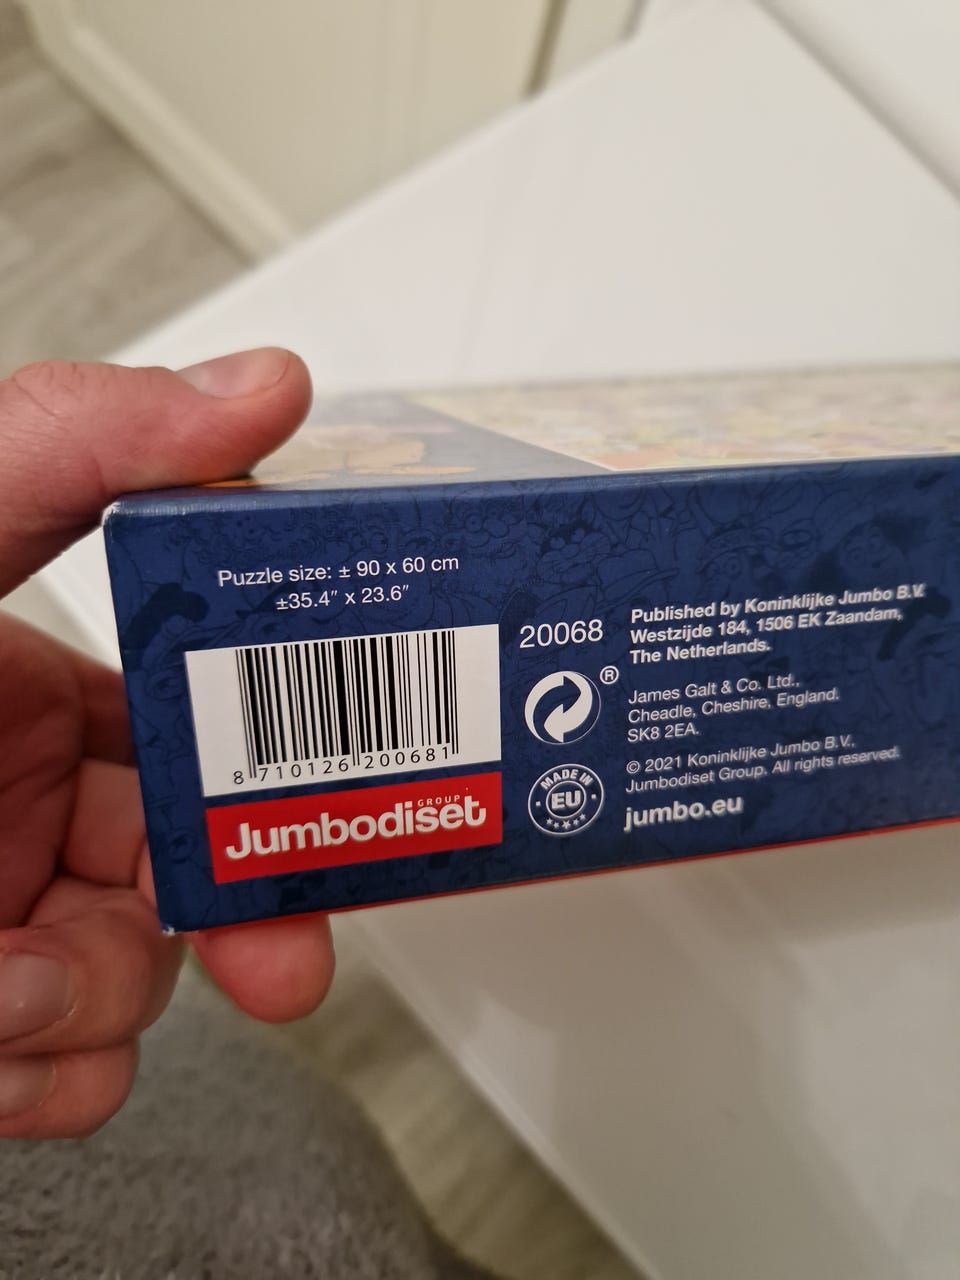 Puzzle size: ± 90 x 60 cm
±35.4" x 23.6"
8 710126 200681
GROUP
Jumbodiset
20068
®
MADE IN
EU
Published by Koninklijke Jumbo B.V.
Westzijde 184, 1506 EK Zaandam,
The Netherlands.
James Galt & Co. Ltd.,
Cheadle, Cheshire, England.
SK8 2EA.
© 2021 Koninklijke Jumbo B.V.,
Jumbodiset Group. All rights reserved.
jumbo.eu